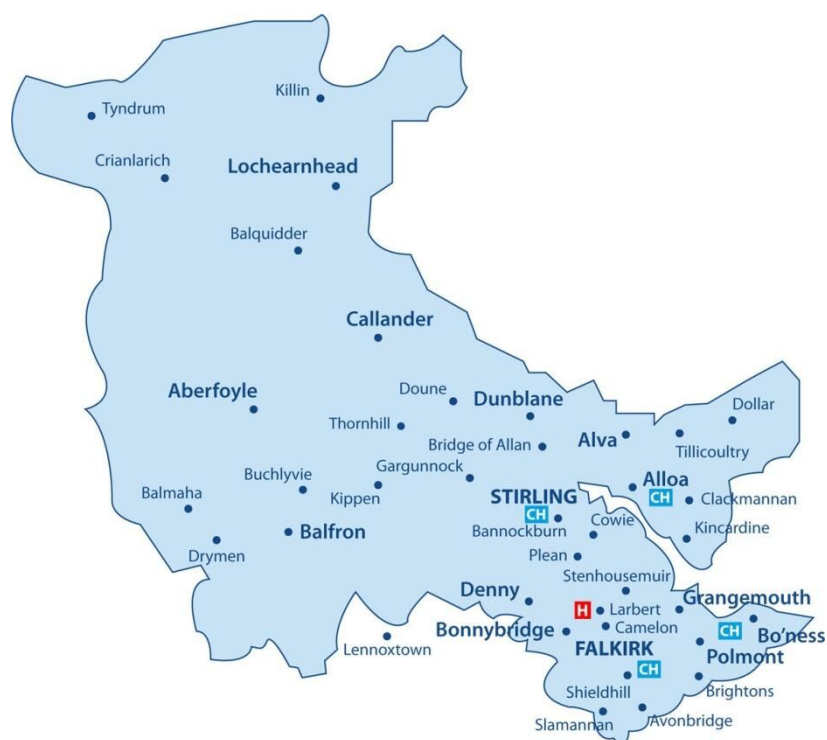 Killin
Tyndrum
Crianlarich
Lochearnhead
Balquidder
Callander
Aberfoyle
Doune
Dunblane
Dollar
Thornhill
Bridge of Allan
Alva
Tillicoultry
Gargunnock
Buchlyvie
Kippen
Balmaha
STIRLING
CH
Alloa
CH
Clackmannan
Bannockburn
Cowie
Kincardine
Balfron
Drymen
Plean
Stenhousemuir
Denny
H
Larbert
Grangemouth
Bonnybridge
Camelon
CH
Bo'ness
Lennoxtown
FALKIRK
CH
Polmont
Shieldhill
Brightons
Slamannan
Avonbridge